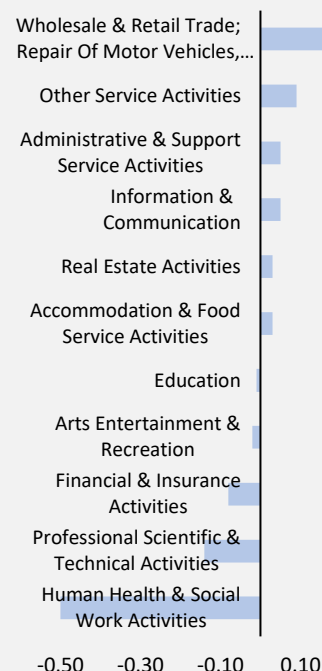 Wholesale & Retail Trade;
Repair Of Motor Vehicles,...
Other Service Activities
Administrative & Support
Service Activities
Information &
Communication
Real Estate Activities
Accommodation & Food
Service Activities
Education
Arts Entertainment &
Recreation
Financial & Insurance
Activities
Professional Scientific &
Technical Activities
Human Health & Social
Work Activities
-0.50 -0.30 -0.10 0.10